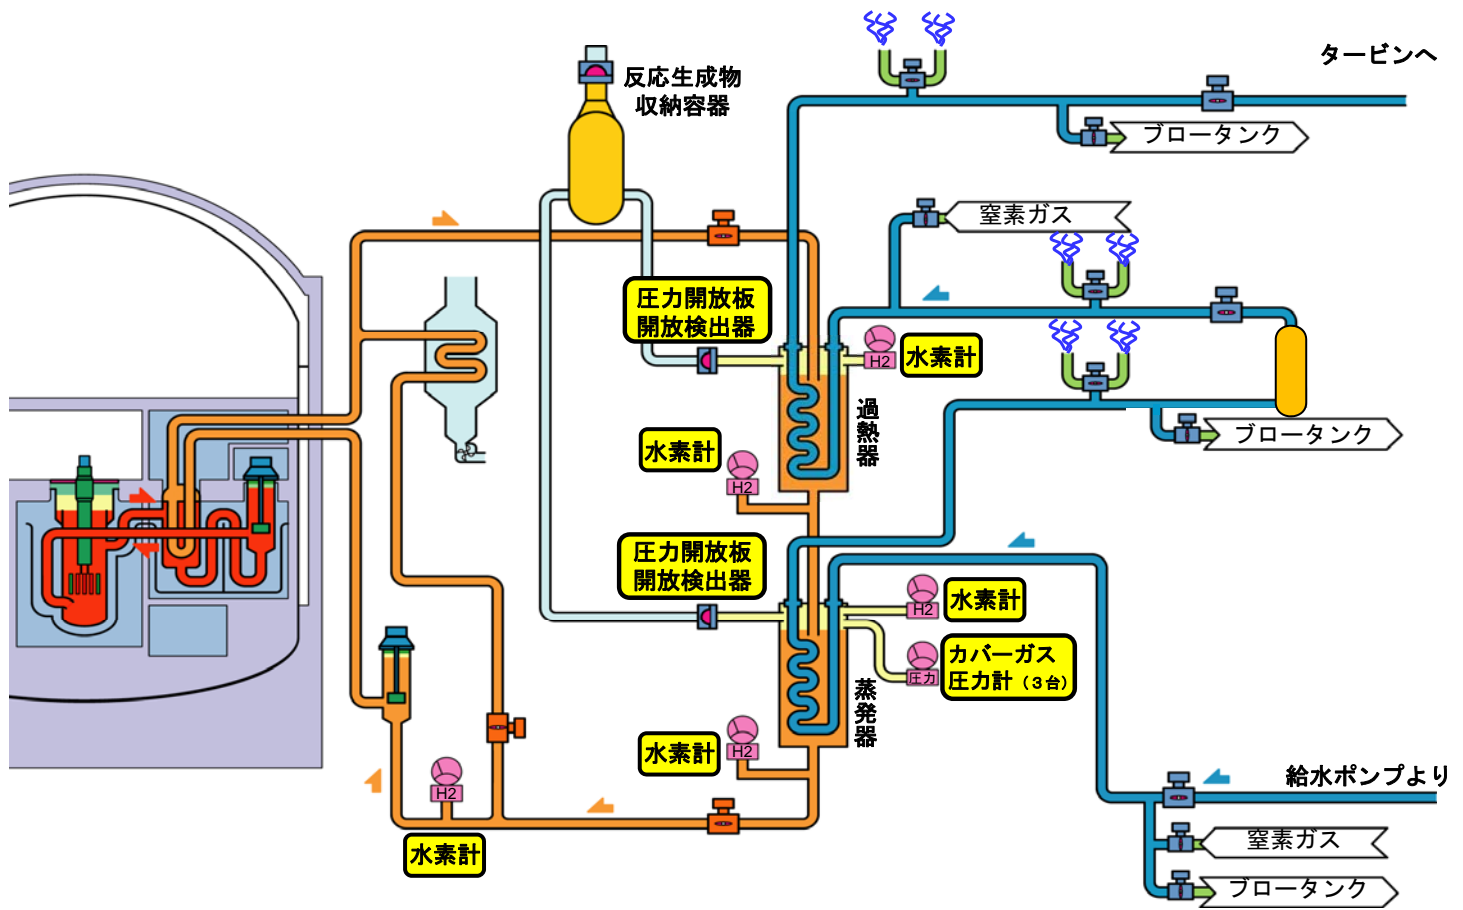 タービンへ
反応生成物
収納容器
ブロータンク
窒素ガス
圧力開放板
開放検出器
H2
水素計
過熱器
水素計
H2
ブロータンク
圧力開放板
開放検出器
H2
水素計
カバーガス
圧力計（３台）
圧力
蒸発器
水素計
H2
H2
水素計
給水ポンプより
窒素ガス
ブロータンク